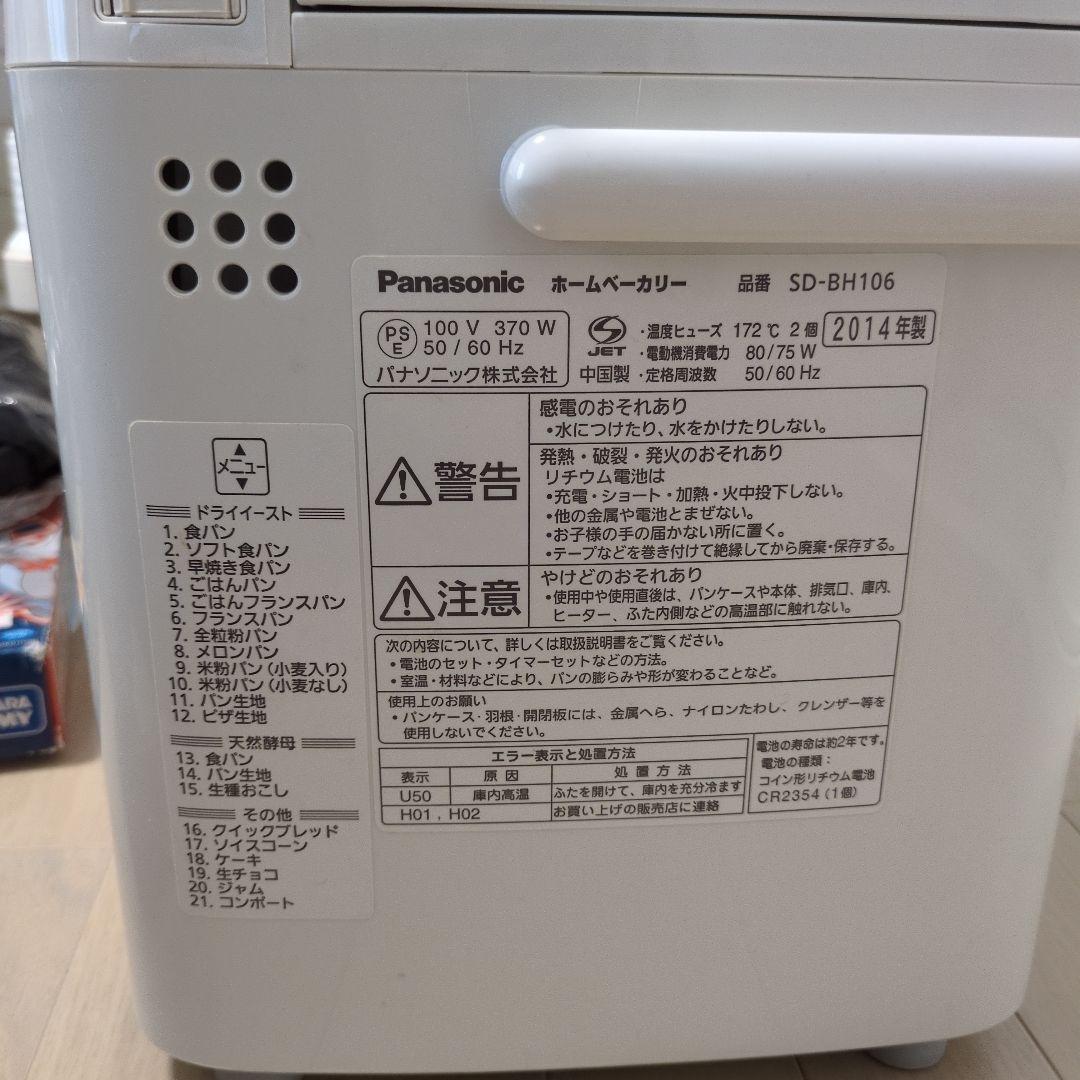 Panasonic ホームベーカリー 品番 SD-BH106
PS E 100 V 370 W
50 / 60 Hz
パナソニック株式会社
JET
中国製
・温度ヒューズ 172 ℃ 2 個
・電動機消費電力 80/75 W
・定格周波数 50/60 Hz
2014年製
警告
感電のおそれあり
・水につけたり、水をかけたりしない。
発熱・破裂・発火のおそれあり
リチウム電池は
・充電・ショート・加熱・火中投下しない。
・他の金属や電池とまぜない。
・お子様の手の届かない所に置く。
・テープなどを巻き付けて絶縁してから廃棄・保存する。
注意
やけどのおそれあり
・使用中や使用直後は、パンケースや本体、排気口、庫内、
ヒーター、ふた内側などの高温部に触れない。
次の内容について、詳しくは取扱説明書をご覧ください。
・電池のセット・タイマーセットなどの方法。
・室温・材料などにより、パンの膨らみや形が変わることなど。
使用上のお願い
・パンケース・羽根・開閉板には、金属へら、ナイロンたわし、クレンザー等を
使用しないでください。
エラー表示と処置方法
表示 原因 処置方法
U50 庫内高温 ふたを開けて、庫内を充分冷ます
H01 , H02 お買い上げの販売店に連絡
電池の寿命は約2年です。
電池の種類：
コイン形リチウム電池
CR2354 (1個)
メニュー
ドライイースト
1. 食パン
2. ソフト食パン
3. 早焼き食パン
4. ごはんパン
5. ごはんフランスパン
6. フランスパン
7. 全粒粉パン
8. メロンパン
9. 米粉パン（小麦入り）
10. 米粉パン（小麦なし）
11. パン生地
12. ピザ生地
天然酵母
13. 食パン
14. パン生地
15. 生種おこし
その他
16. クイックブレッド
17. ソイスコーン
18. ケーキ
19. 生チョコ
20. ジャム
21. コンポート
ARA
MY